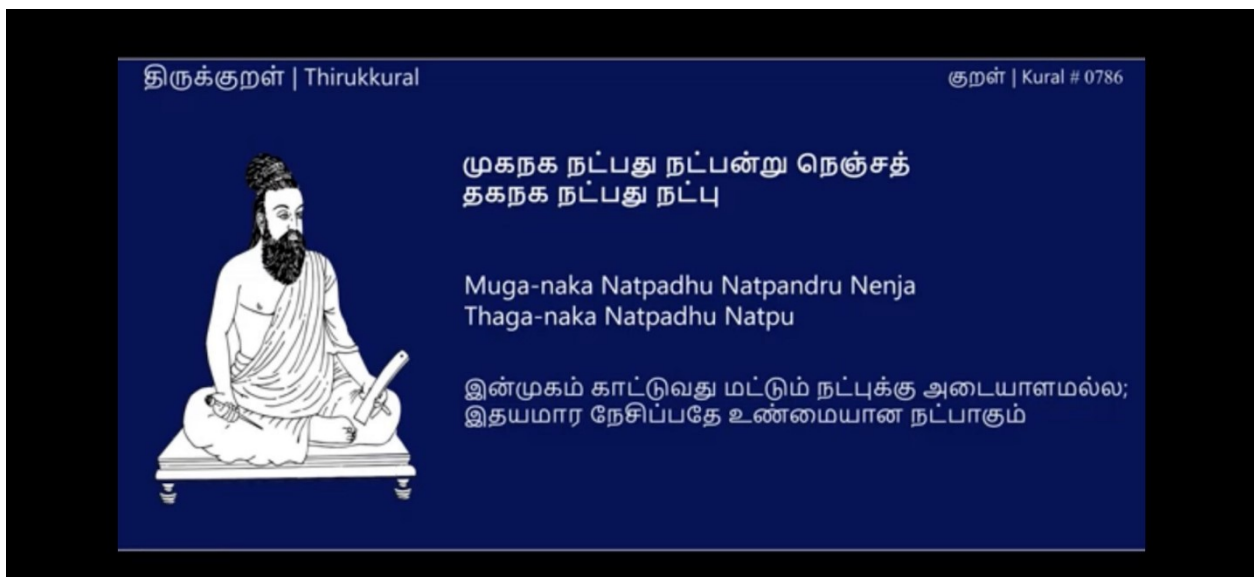 திருக்குறள் | Thirukkural
குறள் | Kural # 0786
முகநக நட்பது நட்பன்று நெஞ்சத்
தகநக நட்பது நட்பு
Muga-naka Natpadhu Natpandru Nenja
Thaga-naka Natpadhu Natpu
இன்முகம் காட்டுவது மட்டும் நட்புக்கு அடையாளமல்ல;
இதயமார நேசிப்பதே உண்மையான நட்பாகும்